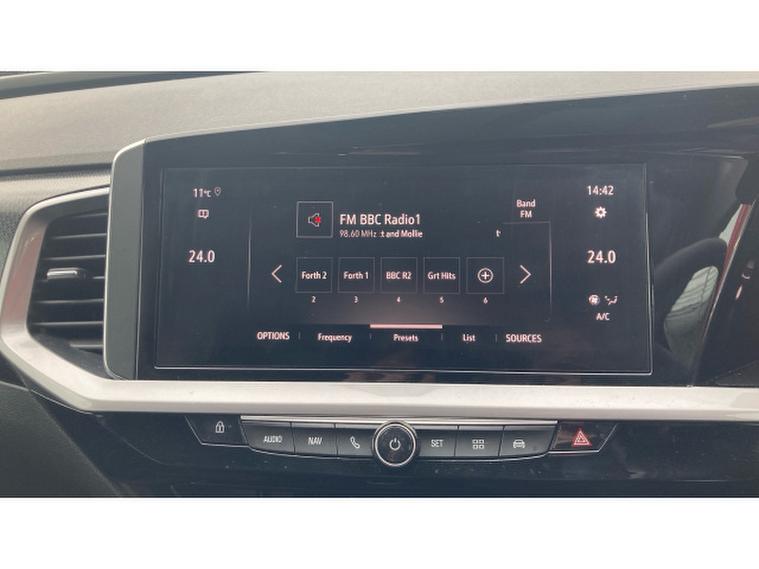 11°C
14:42
FM BBC Radio1
98.60 MHz :t and Mollie
Band
FM
24.0
24.0
Forth 2
Forth 1
BBC R2
Grt Hits
2
3
4
5
6
A/C
OPTIONS
Frequency
Presets
List
SOURCES
AUDIO
NAV
SET